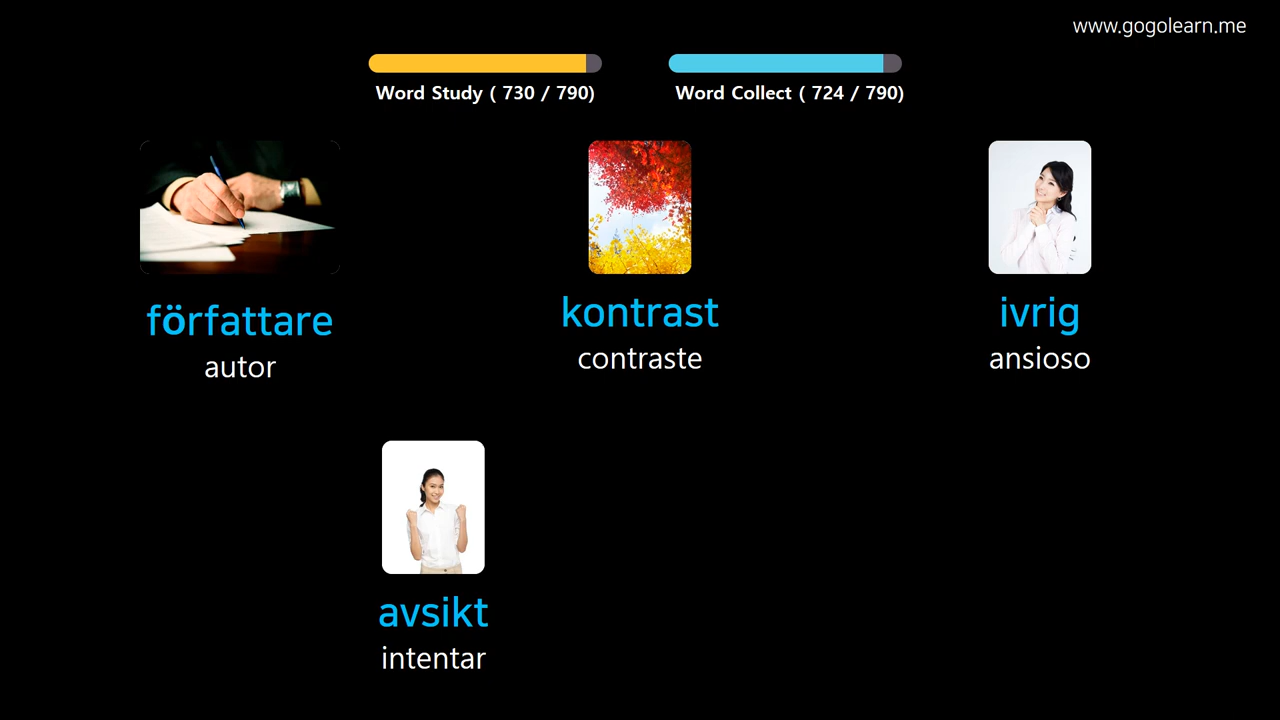 www.gogolearn.me
Word Study ( 730 / 790)
Word Collect ( 724 / 790)
författare
autor
kontrast
contraste
ivrig
ansioso
avsikt
intentar